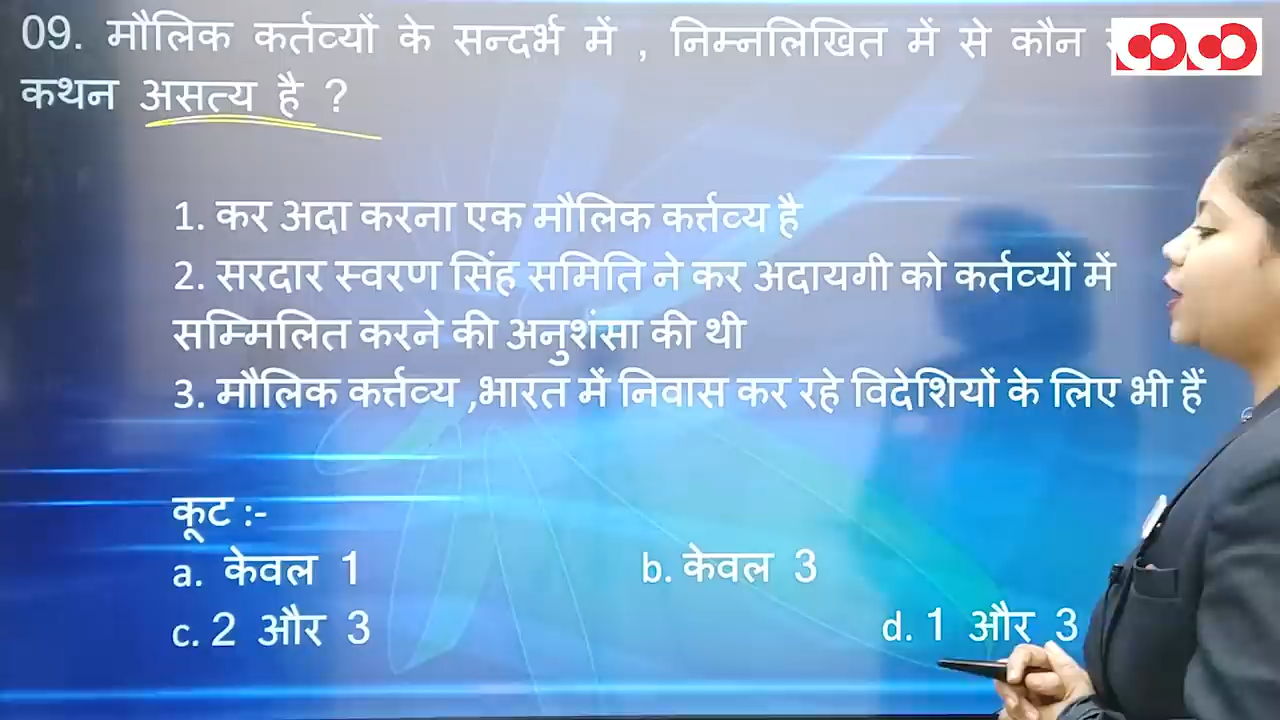 09. मौलिक कर्तव्यों के सन्दर्भ में , निम्नलिखित में से कौन
कथन असत्य है ?
1. कर अदा करना एक मौलिक कर्त्तव्य है
2. सरदार स्वरण सिंह समिति ने कर अदायगी को कर्तव्यों में
सम्मिलित करने की अनुशंसा की थी
3. मौलिक कर्त्तव्य ,भारत में निवास कर रहे विदेशियों के लिए भी हैं
कूट :-
a. केवल 1
b. केवल 3
c. 2 और 3
d. 1 और 3